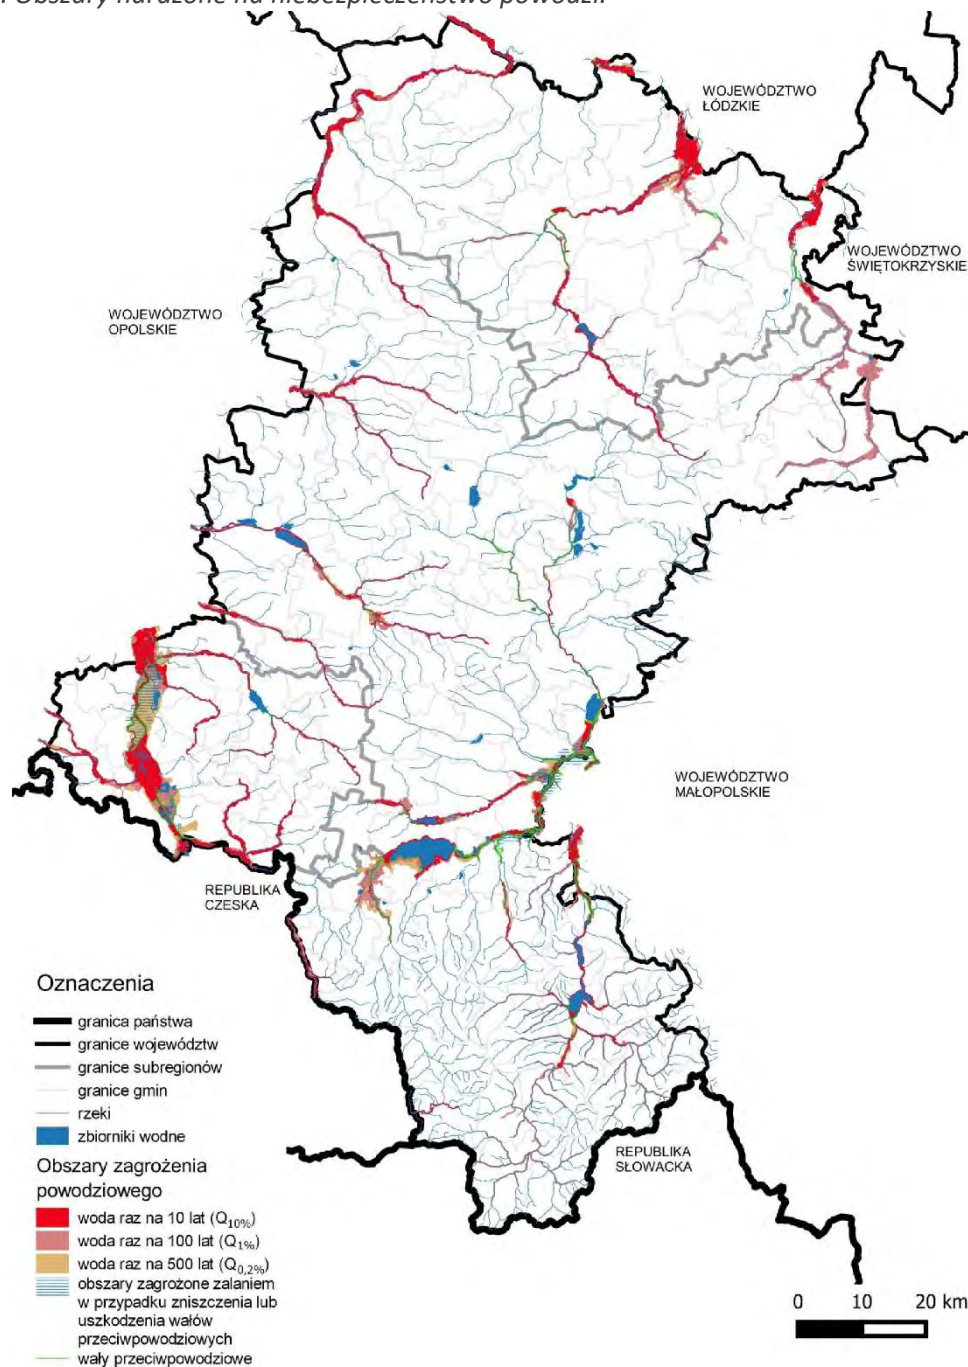 . Obszary narażone na niebezpieczeństwo powodzi.
WOJEWÓDZTWO
ŁÓDZKIE
WOJEWÓDZTWO
ŚWIĘTOKRZYSKIE
WOJEWÓDZTWO
OPOLSKIE
WOJEWÓDZTWO
MAŁOPOLSKIE
REPUBLIKA
CZESKA
REPUBLIKA
SŁOWACKA
Oznaczenia
granica państwa
granice województw
granice subregionów
granice gmin
rzeki
zbiorniki wodne
Obszary zagrożenia
powodziowego
woda raz na 10 lat (Q10%)
woda raz na 100 lat (Q1%)
woda raz na 500 lat (Q0,2%)
obszary zagrożone zalaniem
w przypadku zniszczenia lub
uszkodzenia wałów
przeciwpowodziowych
wały przeciwpowodziowe
0 10 20 km